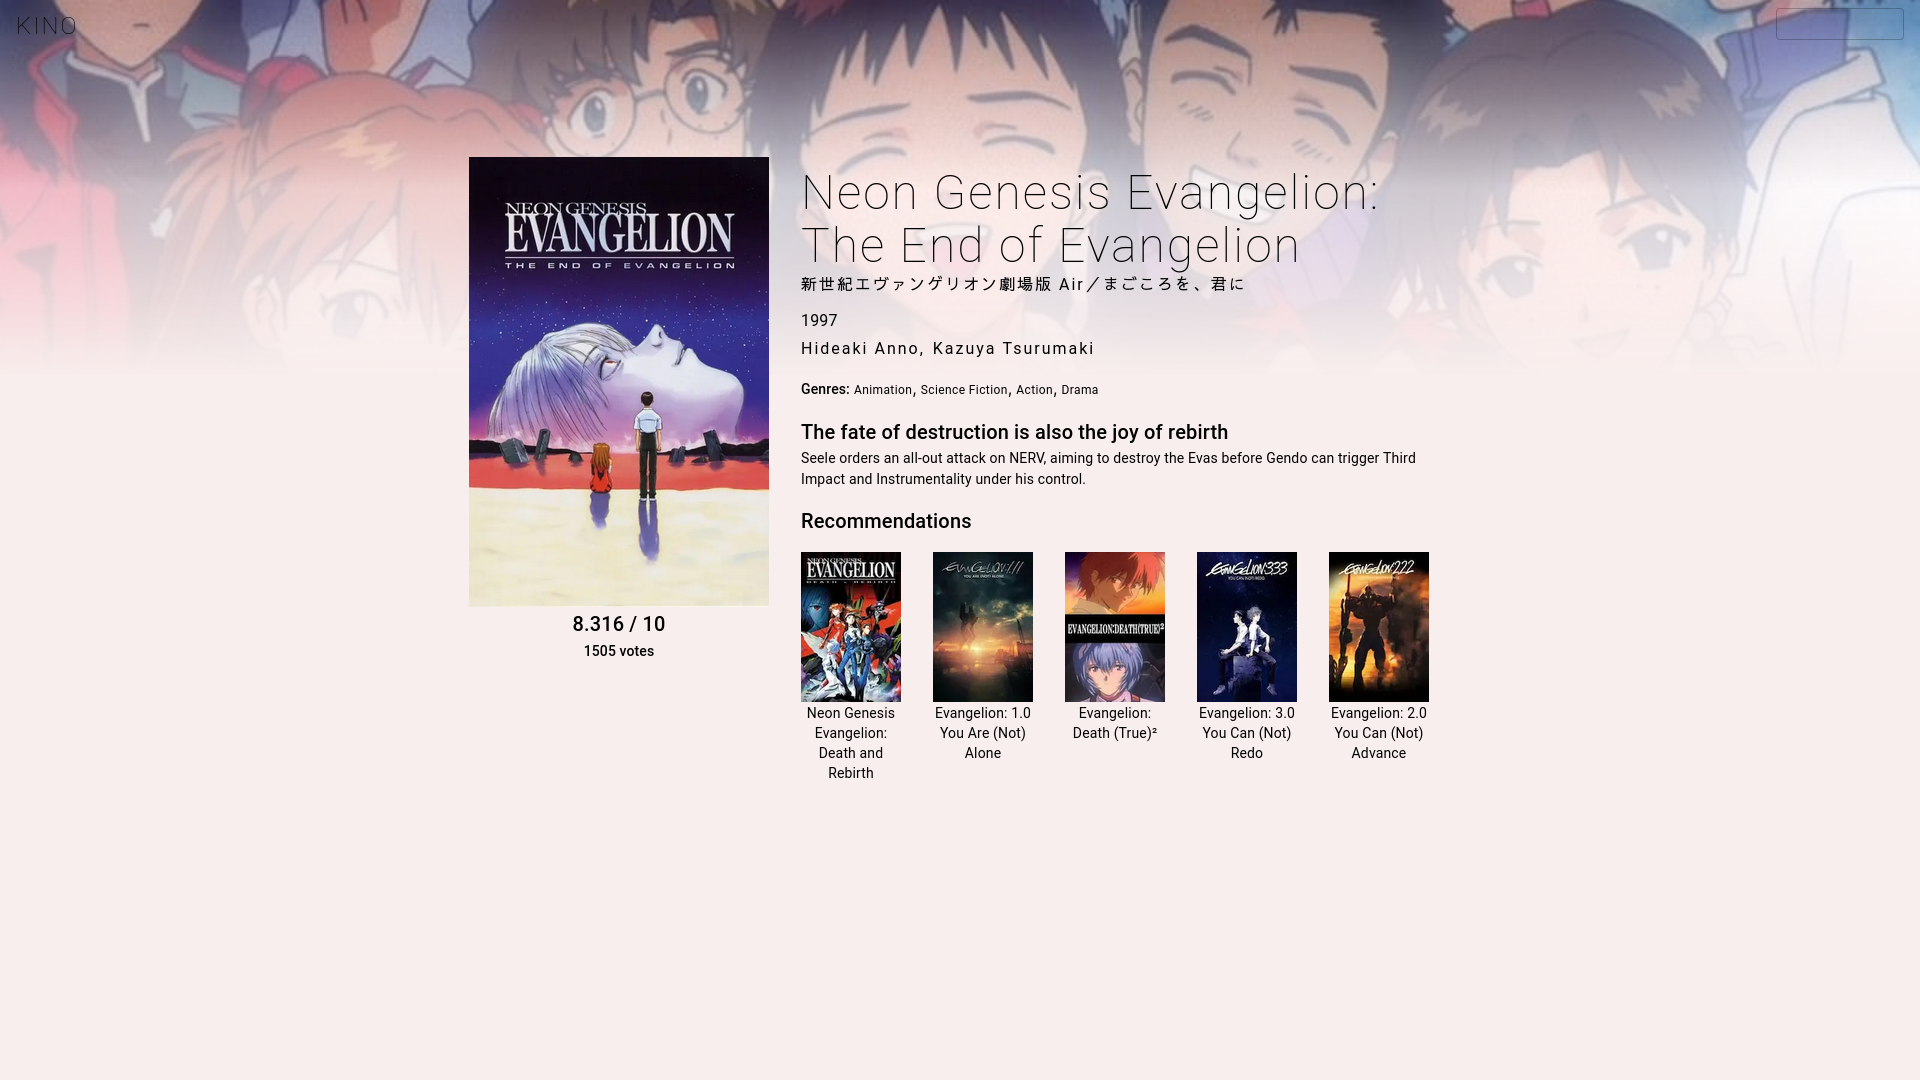 KINO
Neon Genesis Evangelion:
The End of Evangelion
新世紀エヴァンゲリオン劇場版 Air／まごころを、君に
1997
Hideaki Anno, Kazuya Tsurumaki
Genres: Animation, Science Fiction, Action, Drama
The fate of destruction is also the joy of rebirth
Seele orders an all-out attack on NERV, aiming to destroy the Evas before Gendo can trigger Third
Impact and Instrumentality under his control.
NEON GENESIS
EVANGELION
THE END OF EVANGELION
8.316 / 10
1505 votes
Recommendations
NEON GENESIS
EVANGELION
DEATH & REBIRTH
EVANGELION:1.11
YOU ARE (NOT) ALONE.
EVANGELION:DEATH(TRUE)²
EVANGELION:3.33
YOU CAN (NOT) REDO.
EVANGELION:2.22
Neon Genesis
Evangelion:
Death and
Rebirth
Evangelion: 1.0
You Are (Not)
Alone
Evangelion:
Death (True)²
Evangelion: 3.0
You Can (Not)
Redo
Evangelion: 2.0
You Can (Not)
Advance